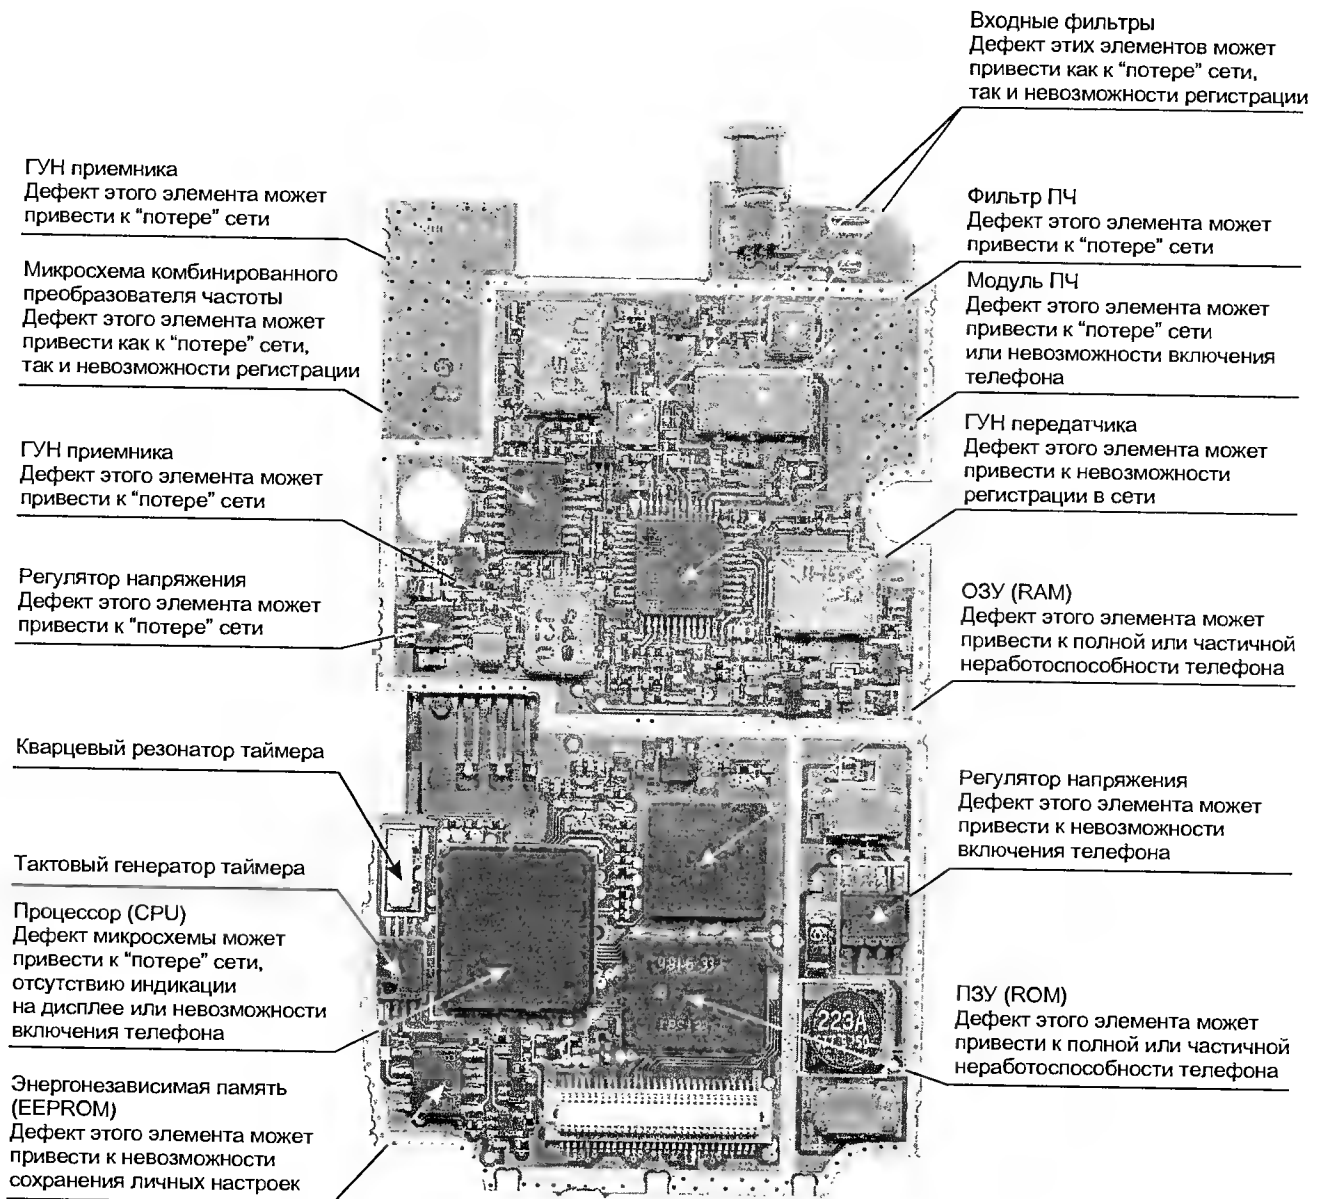 Входные фильтры
Дефект этих элементов может
привести как к “потере” сети,
так и невозможности регистрации
ГУН приемника
Дефект этого элемента может
привести к “потере” сети
Микросхема комбинированного
преобразователя частоты
Дефект этого элемента может
привести как к “потере” сети,
так и невозможности регистрации
ГУН приемника
Дефект этого элемента может
привести к “потере” сети
Регулятор напряжения
Дефект этого элемента может
привести к “потере” сети
Кварцевый резонатор таймера
Тактовый генератор таймера
Процессор (CPU)
Дефект микросхемы может
привести к “потере” сети,
отсутствию индикации
на дисплее или невозможности
включения телефона
Энергонезависимая память
(EEPROM)
Дефект этого элемента может
привести к невозможности
сохранения личных настроек
Фильтр ПЧ
Дефект этого элемента может
привести к “потере” сети
Модуль ПЧ
Дефект этого элемента может
привести к “потере” сети
или невозможности включения
телефона
ГУН передатчика
Дефект этого элемента может
привести к невозможности
регистрации в сети
ОЗУ (RAM)
Дефект этого элемента может
привести к полной или частичной
неработоспособности телефона
Регулятор напряжения
Дефект этого элемента может
привести к невозможности
включения телефона
ПЗУ (ROM)
Дефект этого элемента может
привести к полной или частичной
неработоспособности телефона
223A